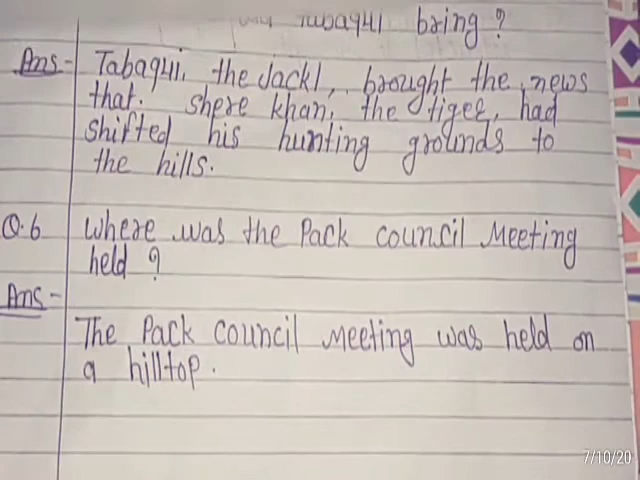 Tabaqui bring ?
Ans- Tabaqui, the Jackl, brought the news
that. shere khan, the tigee, had
shifted his hunting grounds to
the hills.
Q.6 where was the Pack council Meeting
held ?
Ans-
The Pack council meeting was held on
a hilltop.
7/10/20